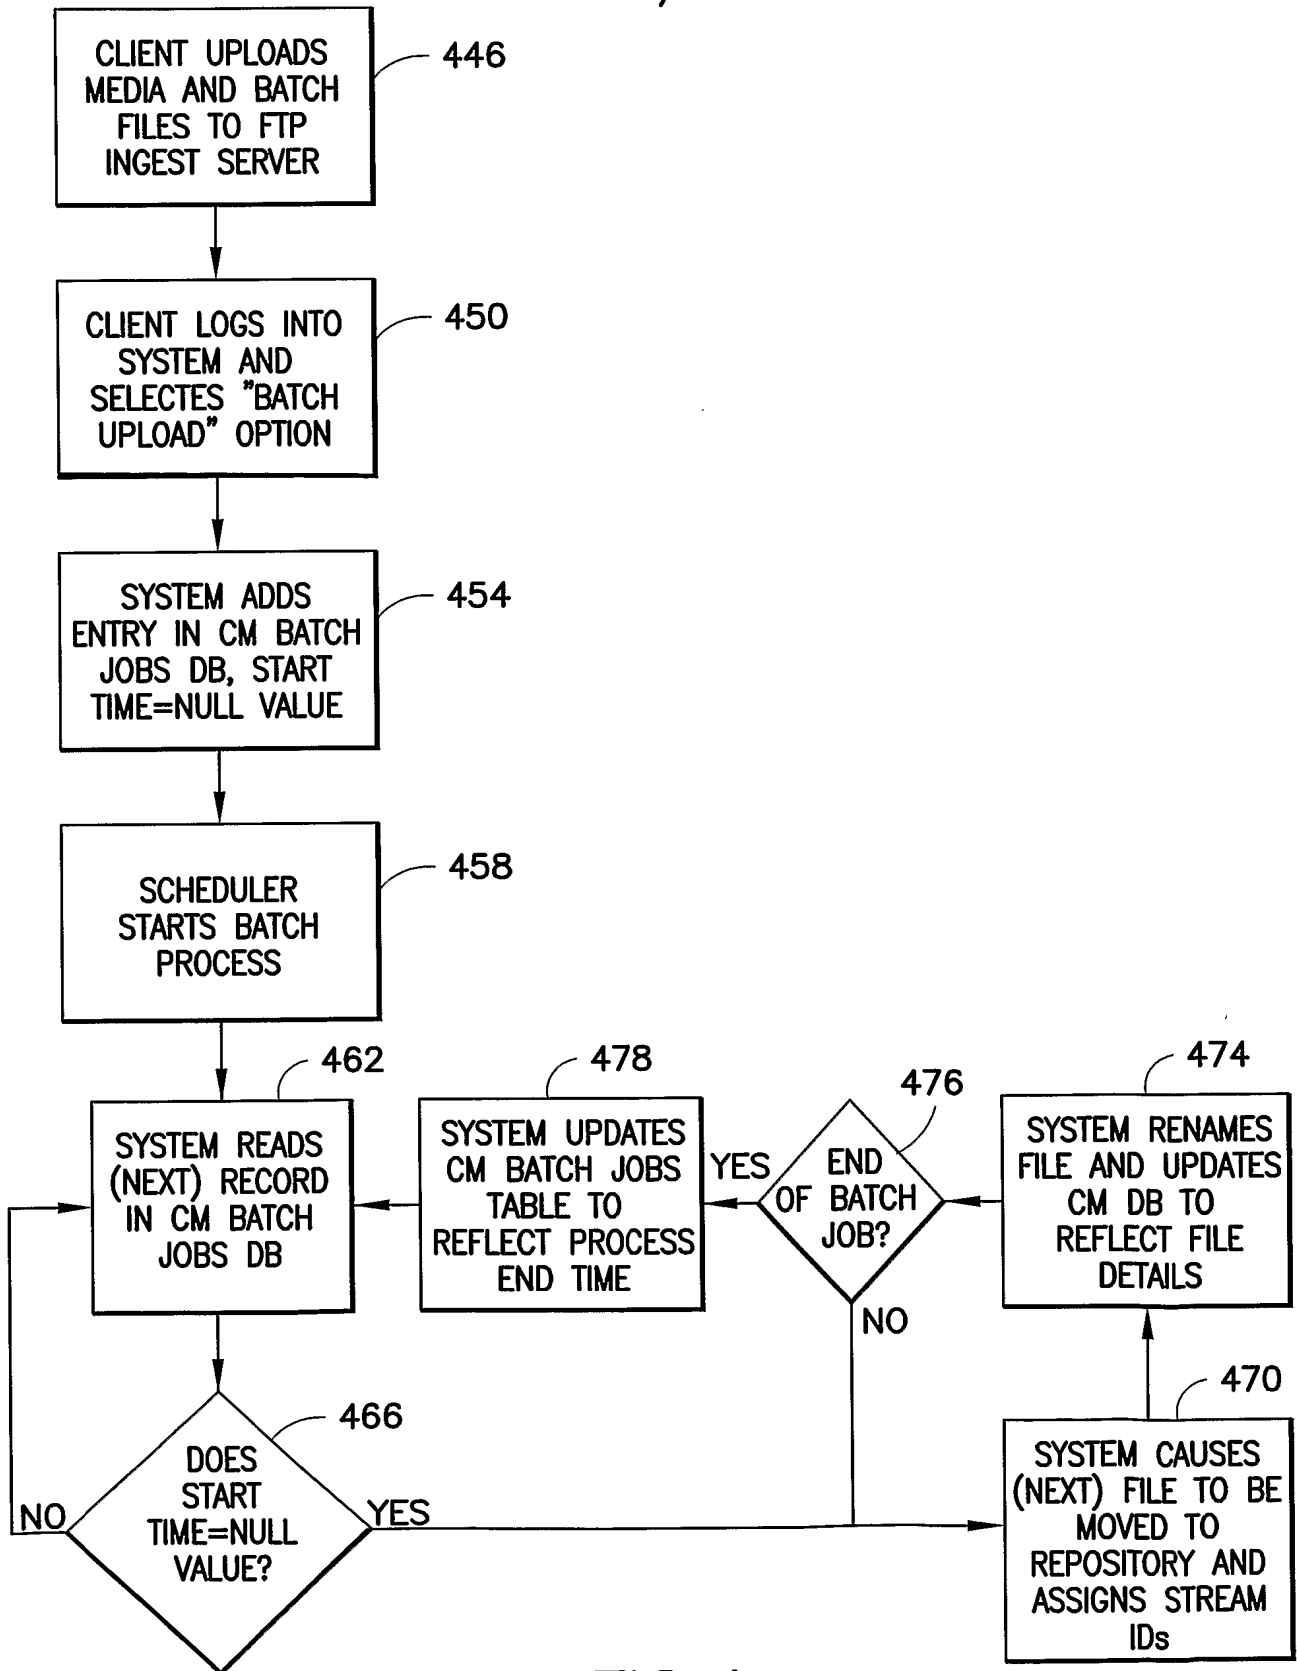 CLIENT UPLOADS
MEDIA AND BATCH
FILES TO FTP
INGEST SERVER
446
CLIENT LOGS INTO
SYSTEM AND
SELECTES "BATCH
UPLOAD" OPTION
450
SYSTEM ADDS
ENTRY IN CM BATCH
JOBS DB, START
TIME=NULL VALUE
454
SCHEDULER
STARTS BATCH
PROCESS
458
462
SYSTEM READS
(NEXT) RECORD
IN CM BATCH
JOBS DB
478
SYSTEM UPDATES
CM BATCH JOBS
TABLE TO
REFLECT PROCESS
END TIME
YES
476
END
OF BATCH
JOB?
NO
474
SYSTEM RENAMES
FILE AND UPDATES
CM DB TO
REFLECT FILE
DETAILS
466
DOES
START
TIME=NULL
VALUE?
NO
YES
470
SYSTEM CAUSES
(NEXT) FILE TO BE
MOVED TO
REPOSITORY AND
ASSIGNS STREAM
IDs